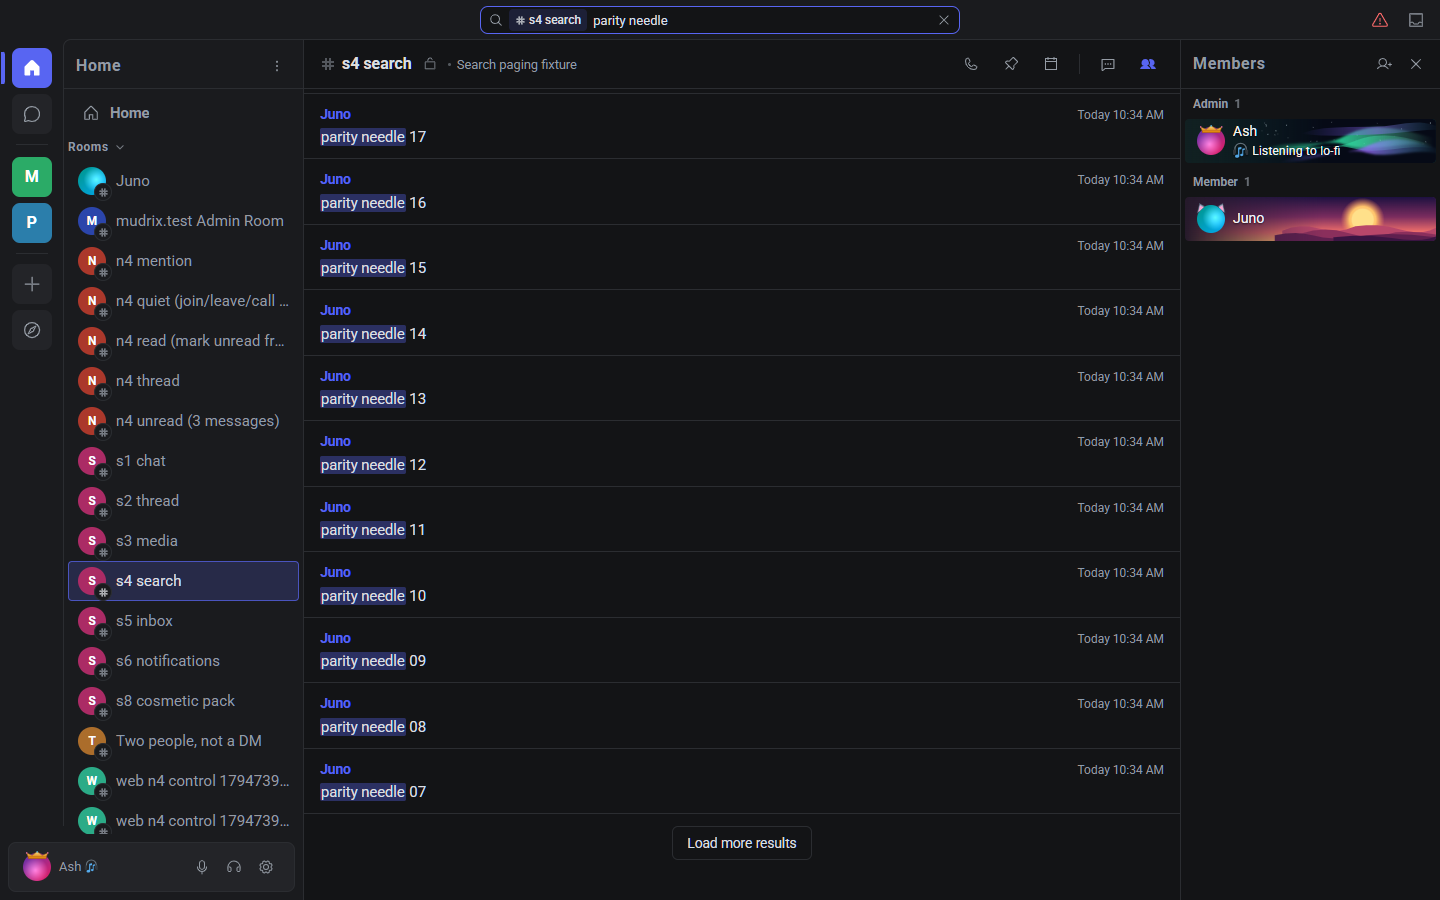 s4 search parity needle
Home
M
P
Home
Rooms
Juno
M mudrix.test Admin Room
N n4 mention
N n4 quiet (join/leave/call ...
N n4 read (mark unread fr...
N n4 thread
N n4 unread (3 messages)
S s1 chat
S s2 thread
S s3 media
S s4 search
S s5 inbox
S s6 notifications
S s8 cosmetic pack
T Two people, not a DM
W web n4 control 1794739...
W web n4 control 1794739...
Ash
# s4 search • Search paging fixture
Juno Today 10:34 AM
parity needle 17
Juno Today 10:34 AM
parity needle 16
Juno Today 10:34 AM
parity needle 15
Juno Today 10:34 AM
parity needle 14
Juno Today 10:34 AM
parity needle 13
Juno Today 10:34 AM
parity needle 12
Juno Today 10:34 AM
parity needle 11
Juno Today 10:34 AM
parity needle 10
Juno Today 10:34 AM
parity needle 09
Juno Today 10:34 AM
parity needle 08
Juno Today 10:34 AM
parity needle 07
Load more results
Members
Admin 1
Ash
Listening to lo-fi
Member 1
Juno